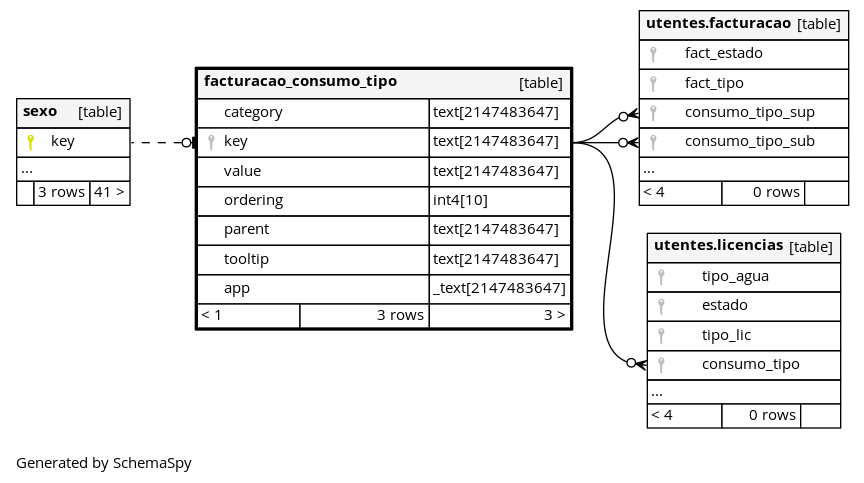 sexo [table]
key
...
3 rows 41 >
facturacao_consumo_tipo [table]
category text[2147483647]
key text[2147483647]
value text[2147483647]
ordering int4[10]
parent text[2147483647]
tooltip text[2147483647]
app _text[2147483647]
< 1 3 rows 3 >
utentes.facturacao [table]
fact_estado
fact_tipo
consumo_tipo_sup
consumo_tipo_sub
...
< 4 0 rows
utentes.licencias [table]
tipo_agua
estado
tipo_lic
consumo_tipo
...
< 4 0 rows
Generated by SchemaSpy